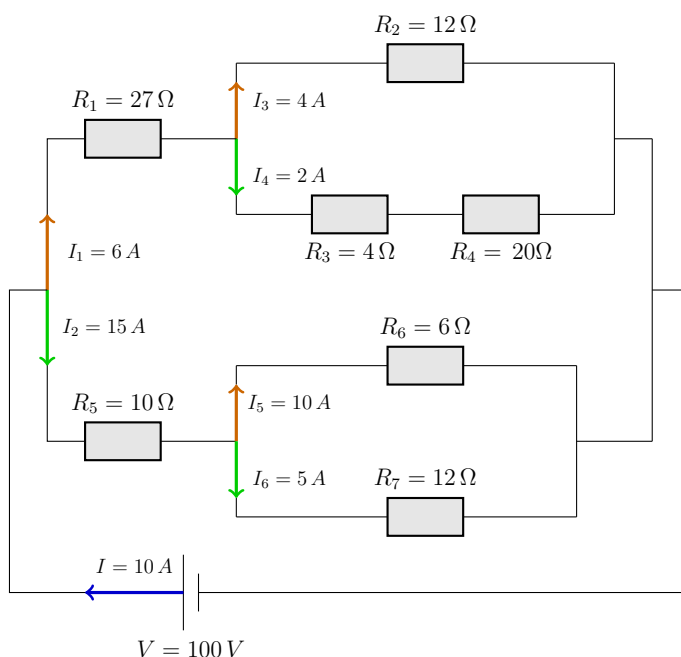 R₂ = 12 Ω
R₁ = 27 Ω
I₃ = 4 A
I₄ = 2 A
R₃ = 4 Ω
R₄ = 20Ω
I₁ = 6 A
I₂ = 15 A
R₆ = 6 Ω
R₅ = 10 Ω
I₅ = 10 A
I₆ = 5 A
R₇ = 12 Ω
I = 10 A
V = 100 V